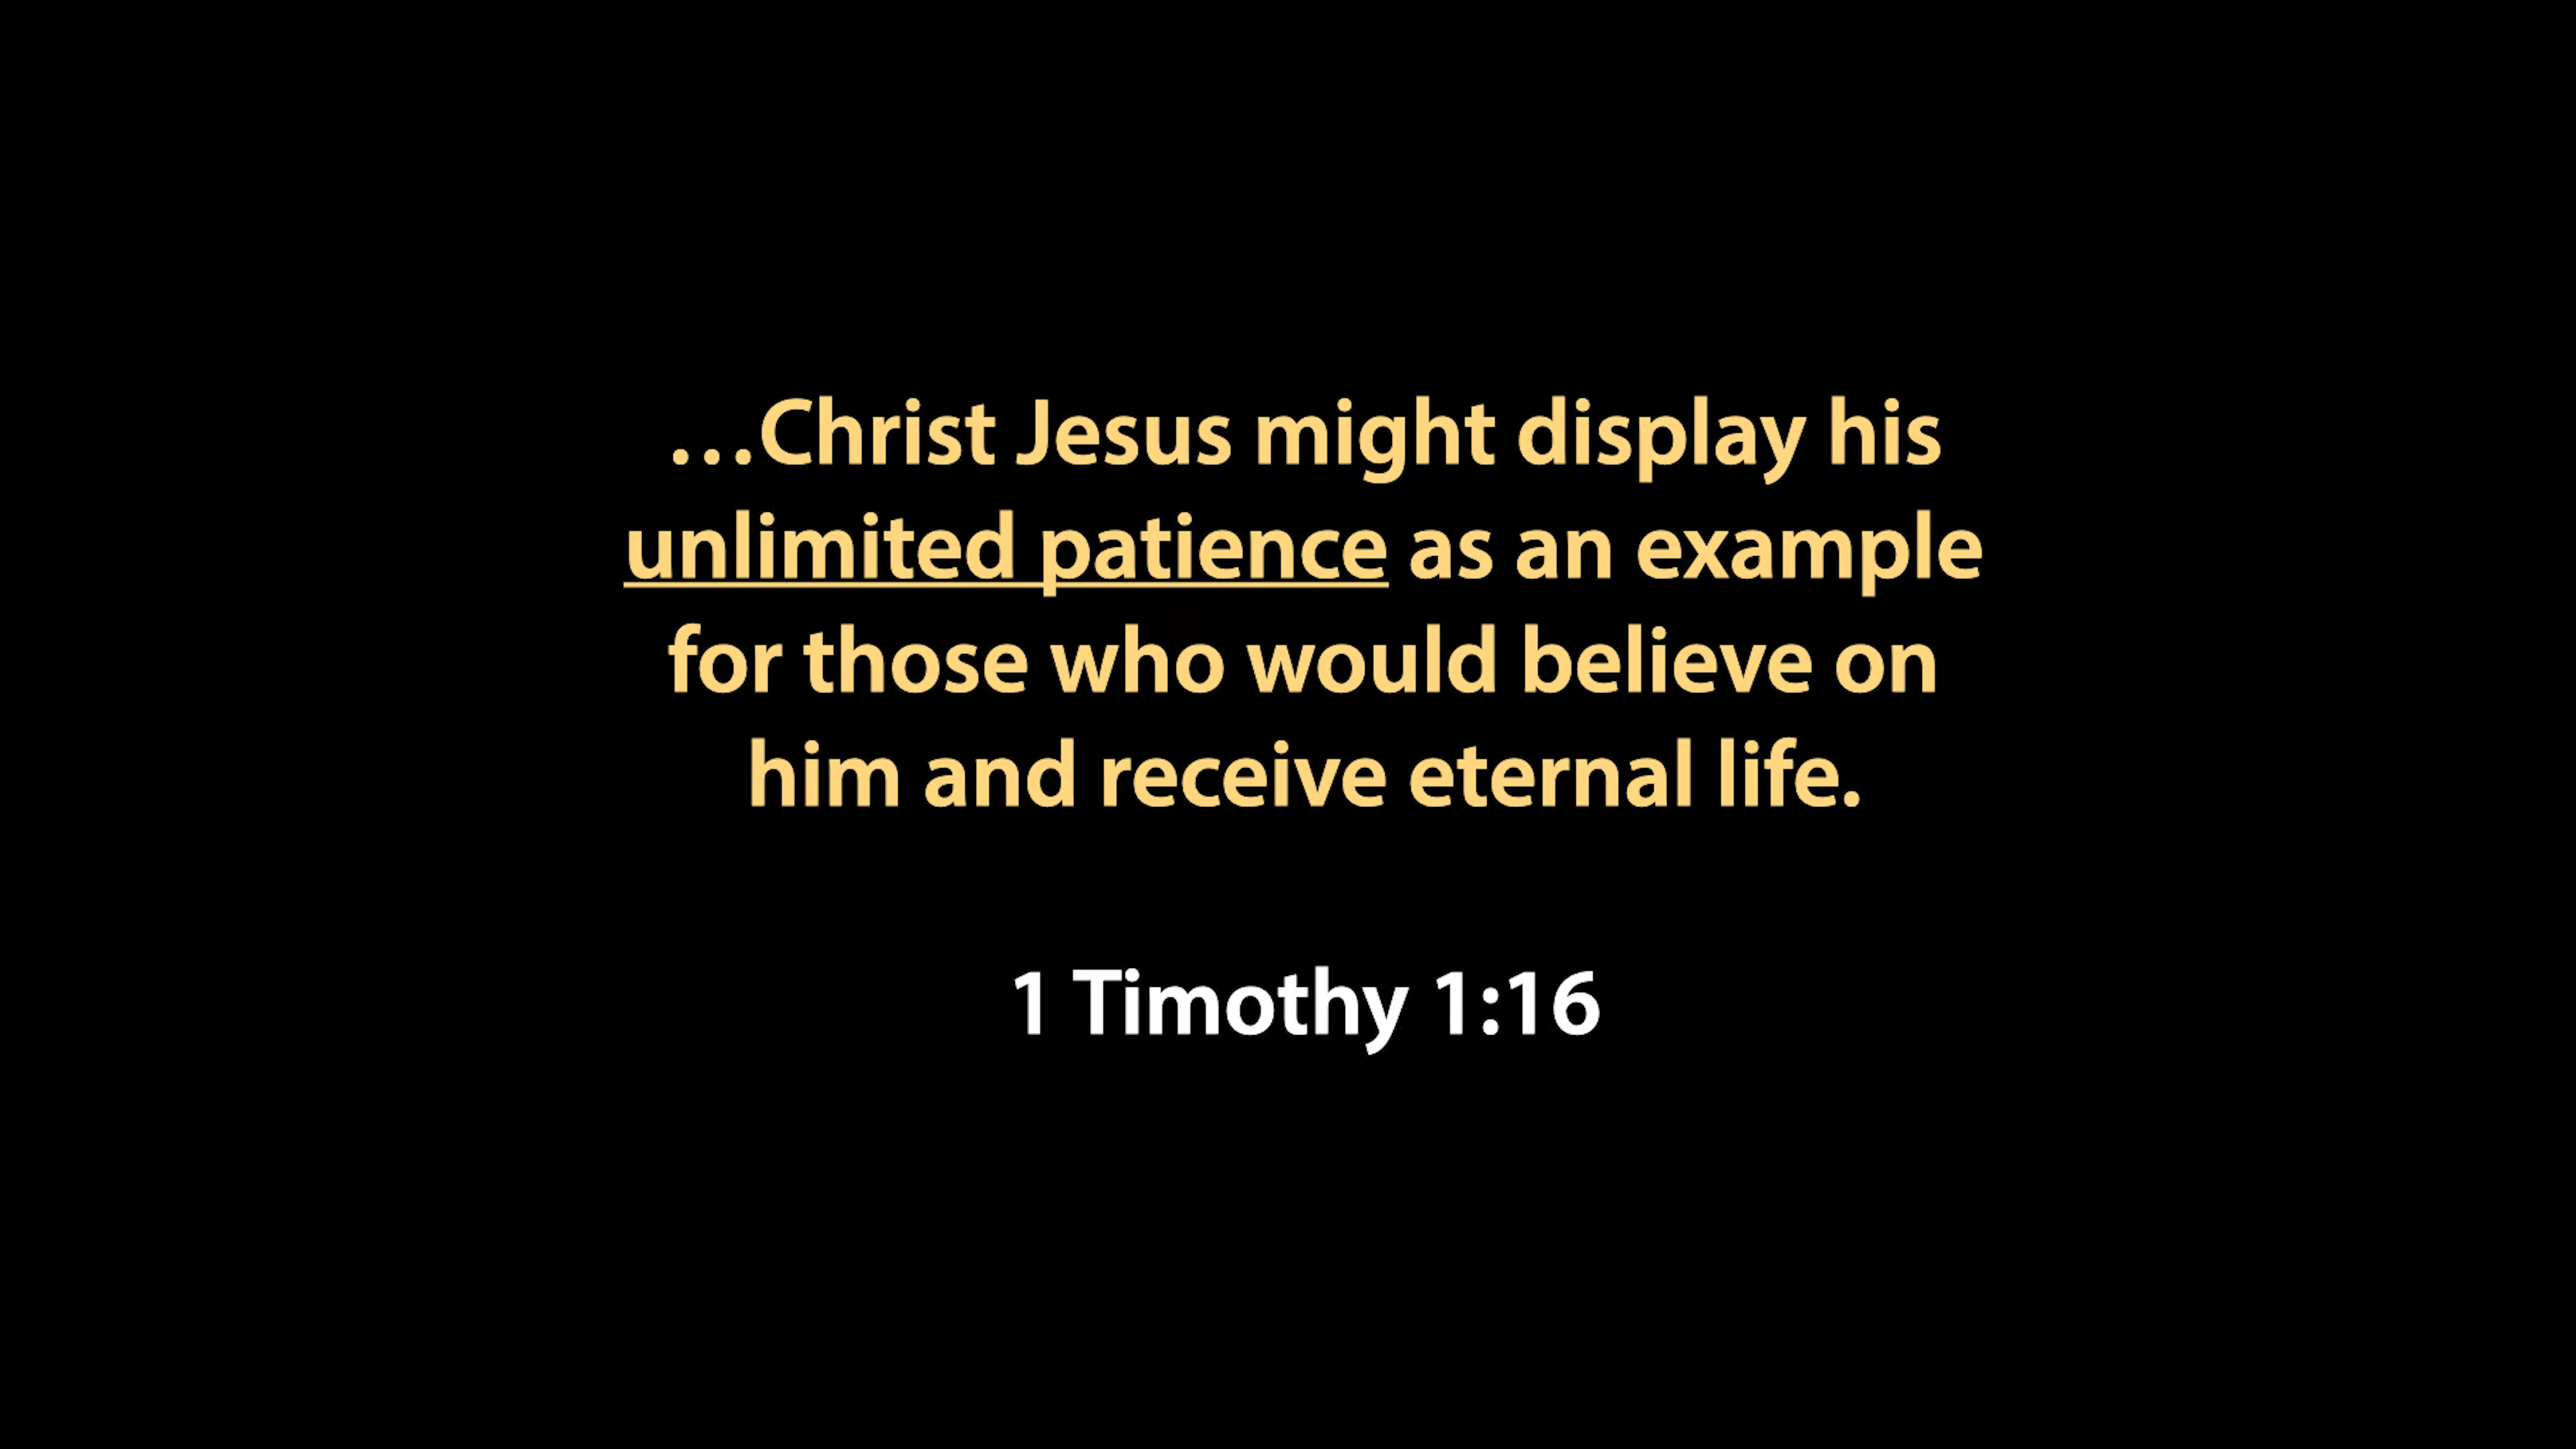 …Christ Jesus might display his
unlimited patience as an example
for those who would believe on
him and receive eternal life.
1 Timothy 1:16